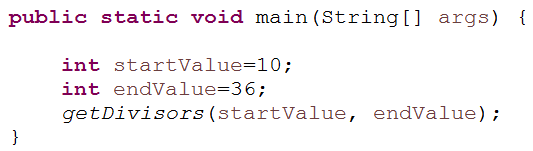 public static void main(String[] args) {
int startValue=10;
int endValue=36;
getDivisors(startValue, endValue);
}